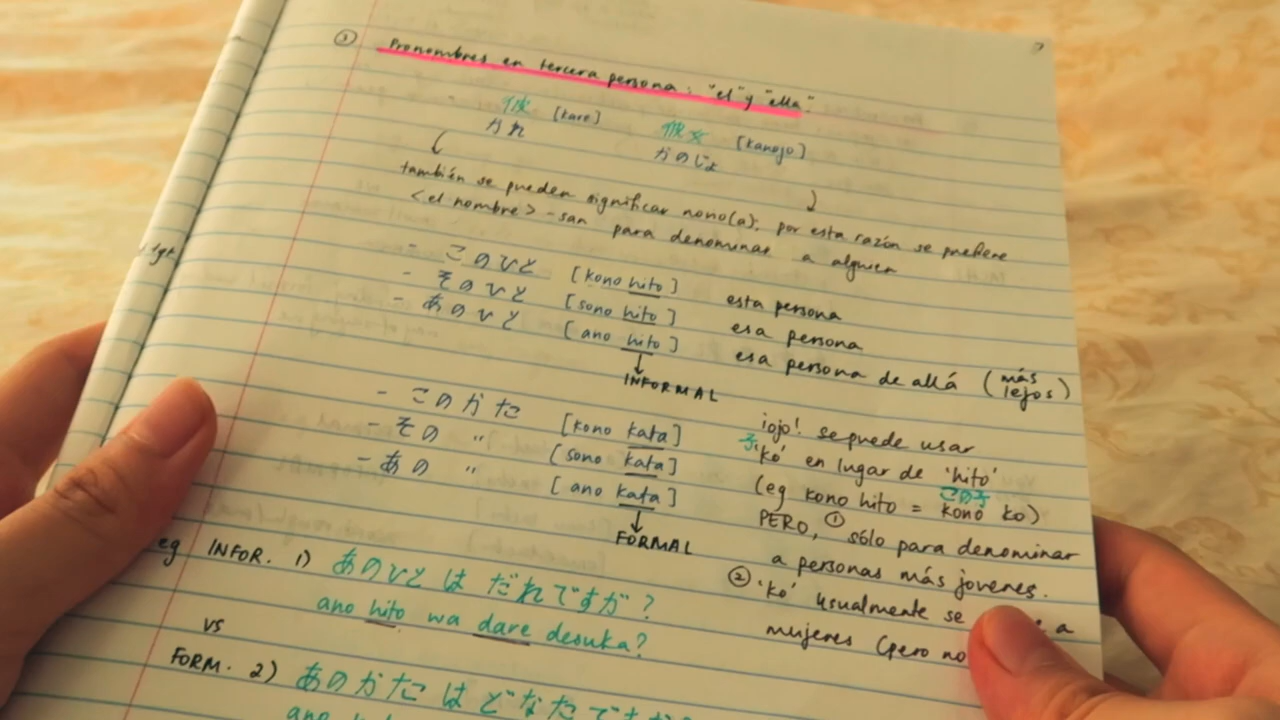 ③ Pronombres en tercera persona: "el" y "ella".
彼 [kare] 彼女 [kanojo]
かれ かのじょ
también se pueden significar nono(a); por esta razón se prefiere
<el nombre> -san para denominar a alguien
- このひと [kono hito] esta persona
- そのひと [sono hito] esa persona
- あのひと [ano hito] esa persona de allá (más lejos)
INFORMAL
- このかた [kono kata]
- その " [sono kata]
- あの " [ano kata]
FORMAL
¡ojo! se puede usar
子 'ko' en lugar de 'hito'
この子
(eg kono hito = kono ko)
PERO, ① sólo para denominar
a personas más jovenes.
② 'ko' usualmente se a
mujeres (pero no
eg INFOR. 1) あのひと は だれですか?
ano hito wa dare desuka?
vs
FORM. 2) あのかた は どなたですか
ano